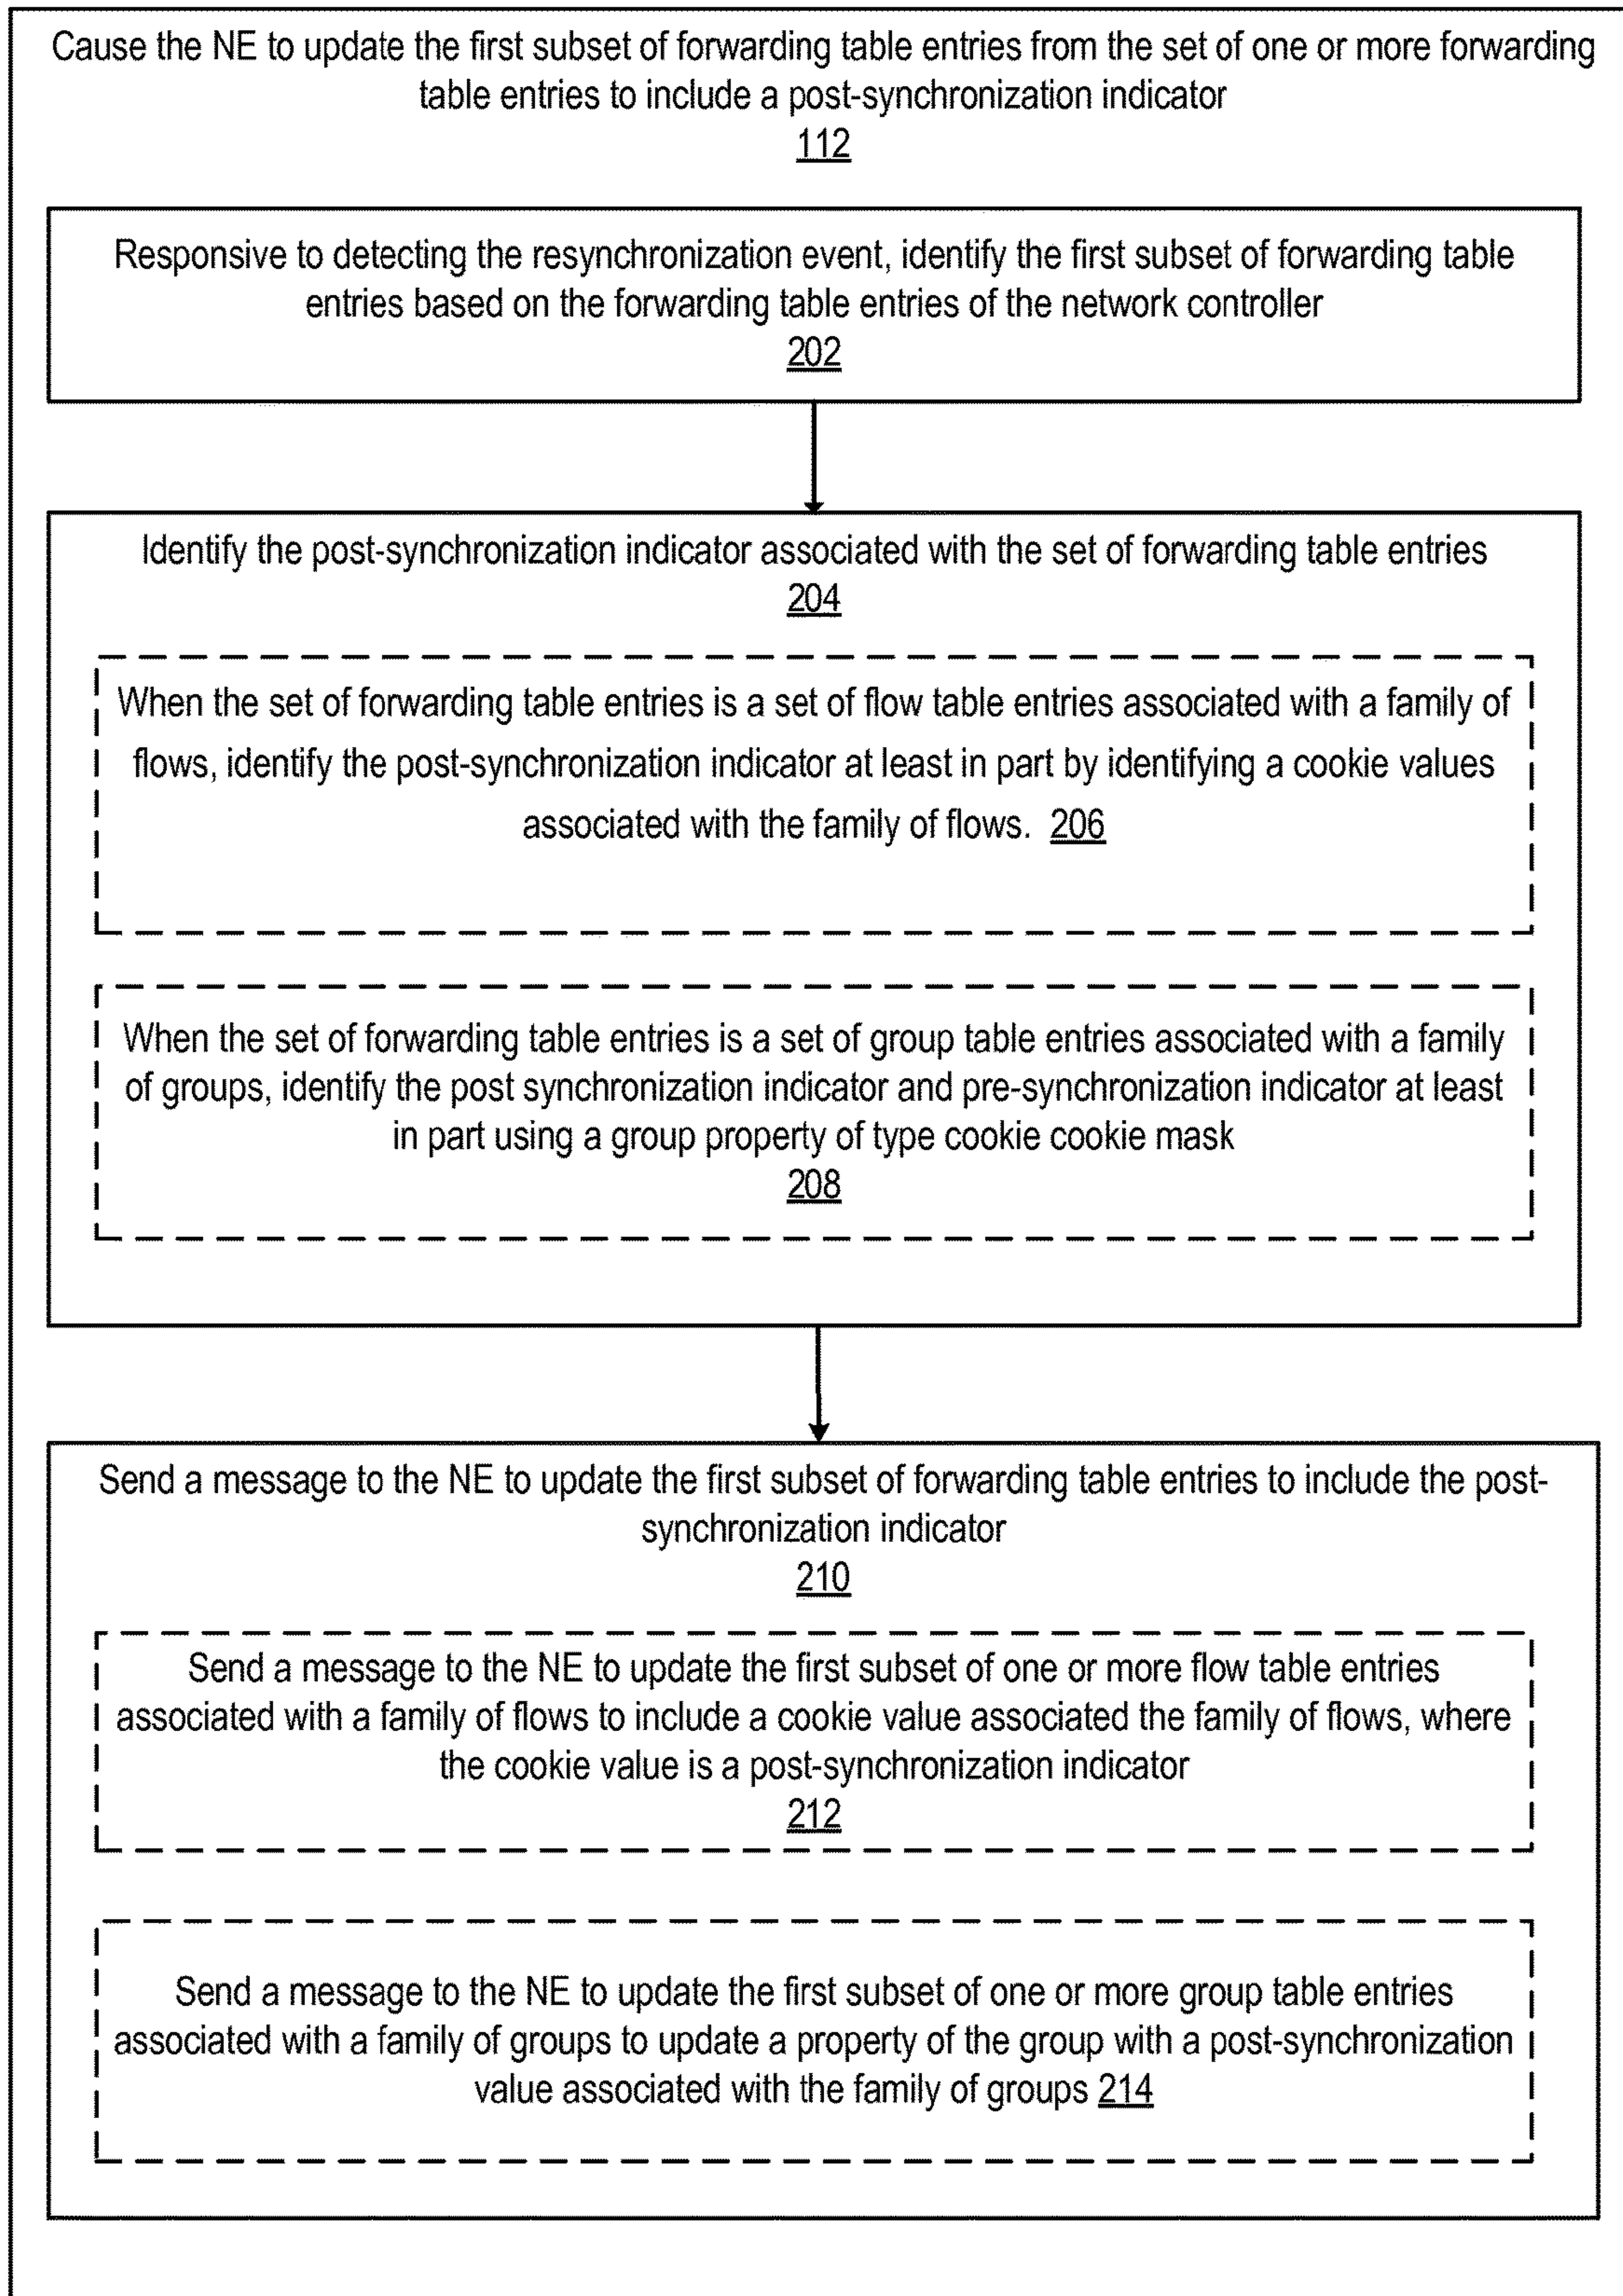 Cause the NE to update the first subset of forwarding table entries from the set of one or more forwarding
table entries to include a post-synchronization indicator
112
Responsive to detecting the resynchronization event, identify the first subset of forwarding table
entries based on the forwarding table entries of the network controller
202
Identify the post-synchronization indicator associated with the set of forwarding table entries
204
When the set of forwarding table entries is a set of flow table entries associated with a family of
flows, identify the post-synchronization indicator at least in part by identifying a cookie values
associated with the family of flows. 206
When the set of forwarding table entries is a set of group table entries associated with a family
of groups, identify the post synchronization indicator and pre-synchronization indicator at least
in part using a group property of type cookie cookie mask
208
Send a message to the NE to update the first subset of forwarding table entries to include the post-
synchronization indicator
210
Send a message to the NE to update the first subset of one or more flow table entries
associated with a family of flows to include a cookie value associated the family of flows, where
the cookie value is a post-synchronization indicator
212
Send a message to the NE to update the first subset of one or more group table entries
associated with a family of groups to update a property of the group with a post-synchronization
value associated with the family of groups 214